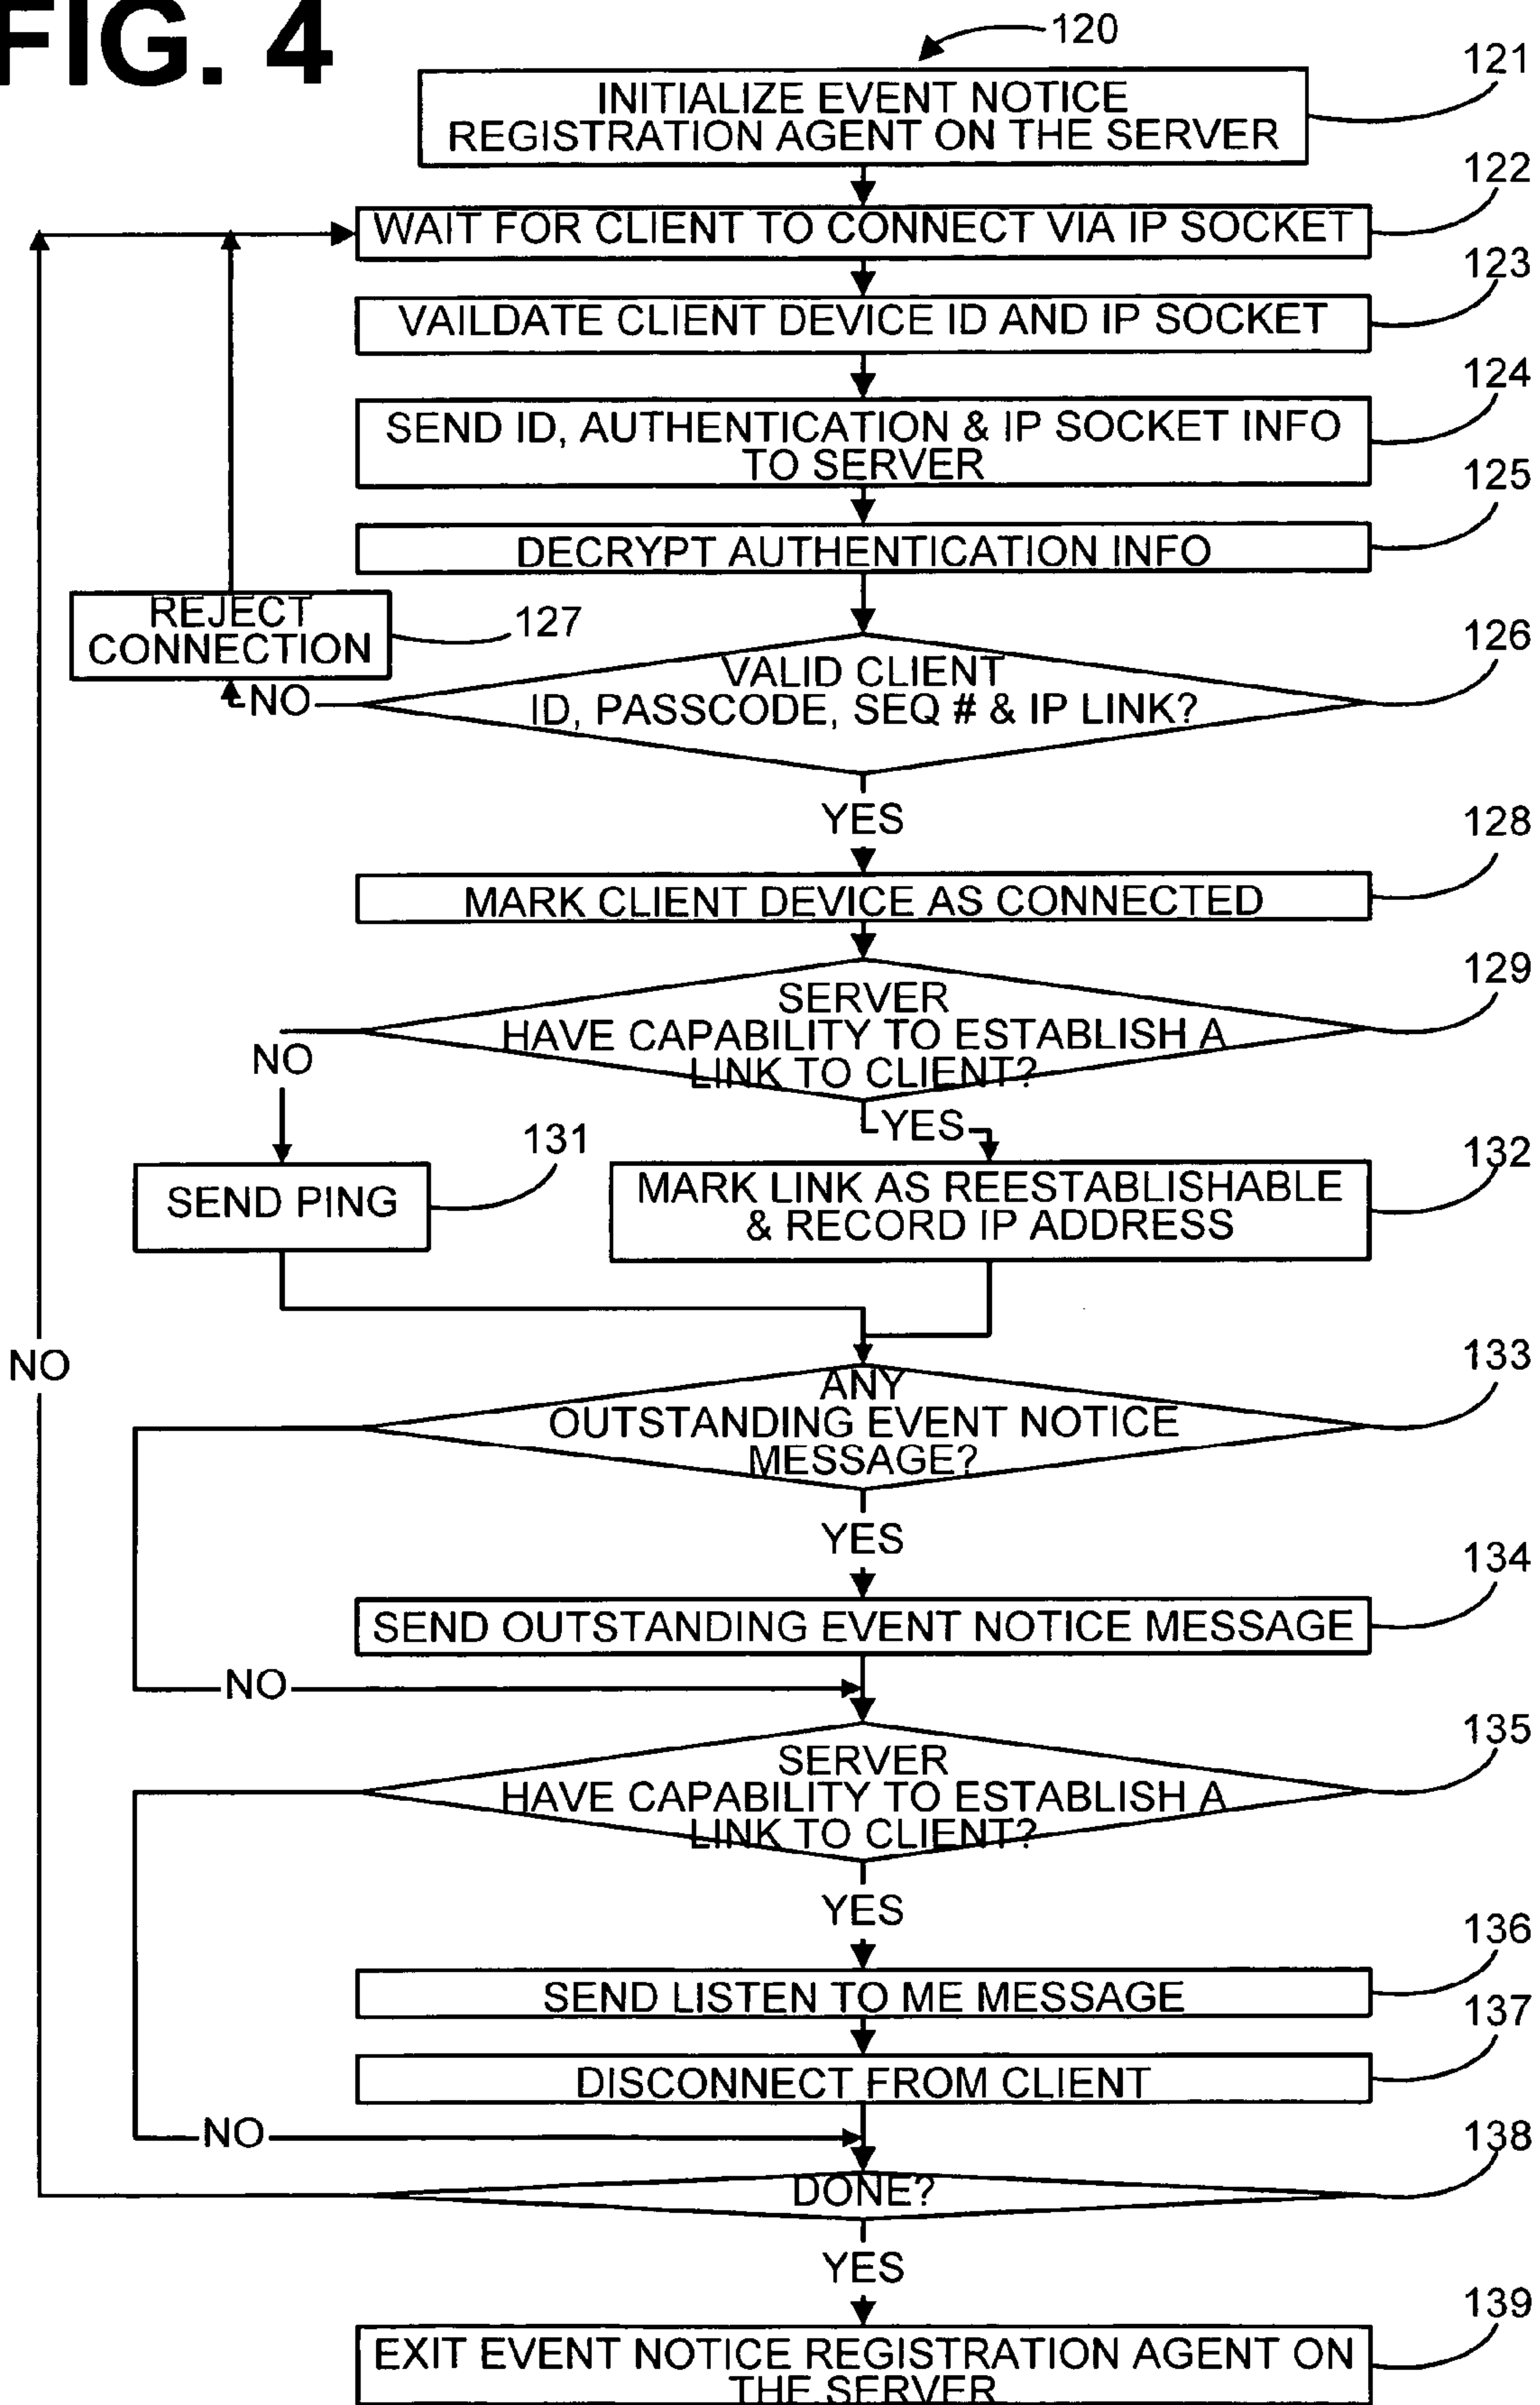 FIG. 4
120
INITIALIZE EVENT NOTICE
REGISTRATION AGENT ON THE SERVER
121
WAIT FOR CLIENT TO CONNECT VIA IP SOCKET
122
VAILDATE CLIENT DEVICE ID AND IP SOCKET
123
SEND ID, AUTHENTICATION & IP SOCKET INFO
TO SERVER
124
DECRYPT AUTHENTICATION INFO
125
REJECT
CONNECTION
127
NO
VALID CLIENT
ID, PASSCODE, SEQ # & IP LINK?
126
YES
MARK CLIENT DEVICE AS CONNECTED
128
SERVER
HAVE CAPABILITY TO ESTABLISH A
LINK TO CLIENT?
129
NO
YES
SEND PING
131
MARK LINK AS REESTABLISHABLE
& RECORD IP ADDRESS
132
NO
ANY
OUTSTANDING EVENT NOTICE
MESSAGE?
133
YES
SEND OUTSTANDING EVENT NOTICE MESSAGE
134
NO
SERVER
HAVE CAPABILITY TO ESTABLISH A
LINK TO CLIENT?
135
YES
SEND LISTEN TO ME MESSAGE
136
DISCONNECT FROM CLIENT
137
NO
DONE?
138
YES
EXIT EVENT NOTICE REGISTRATION AGENT ON
THE SERVER
139